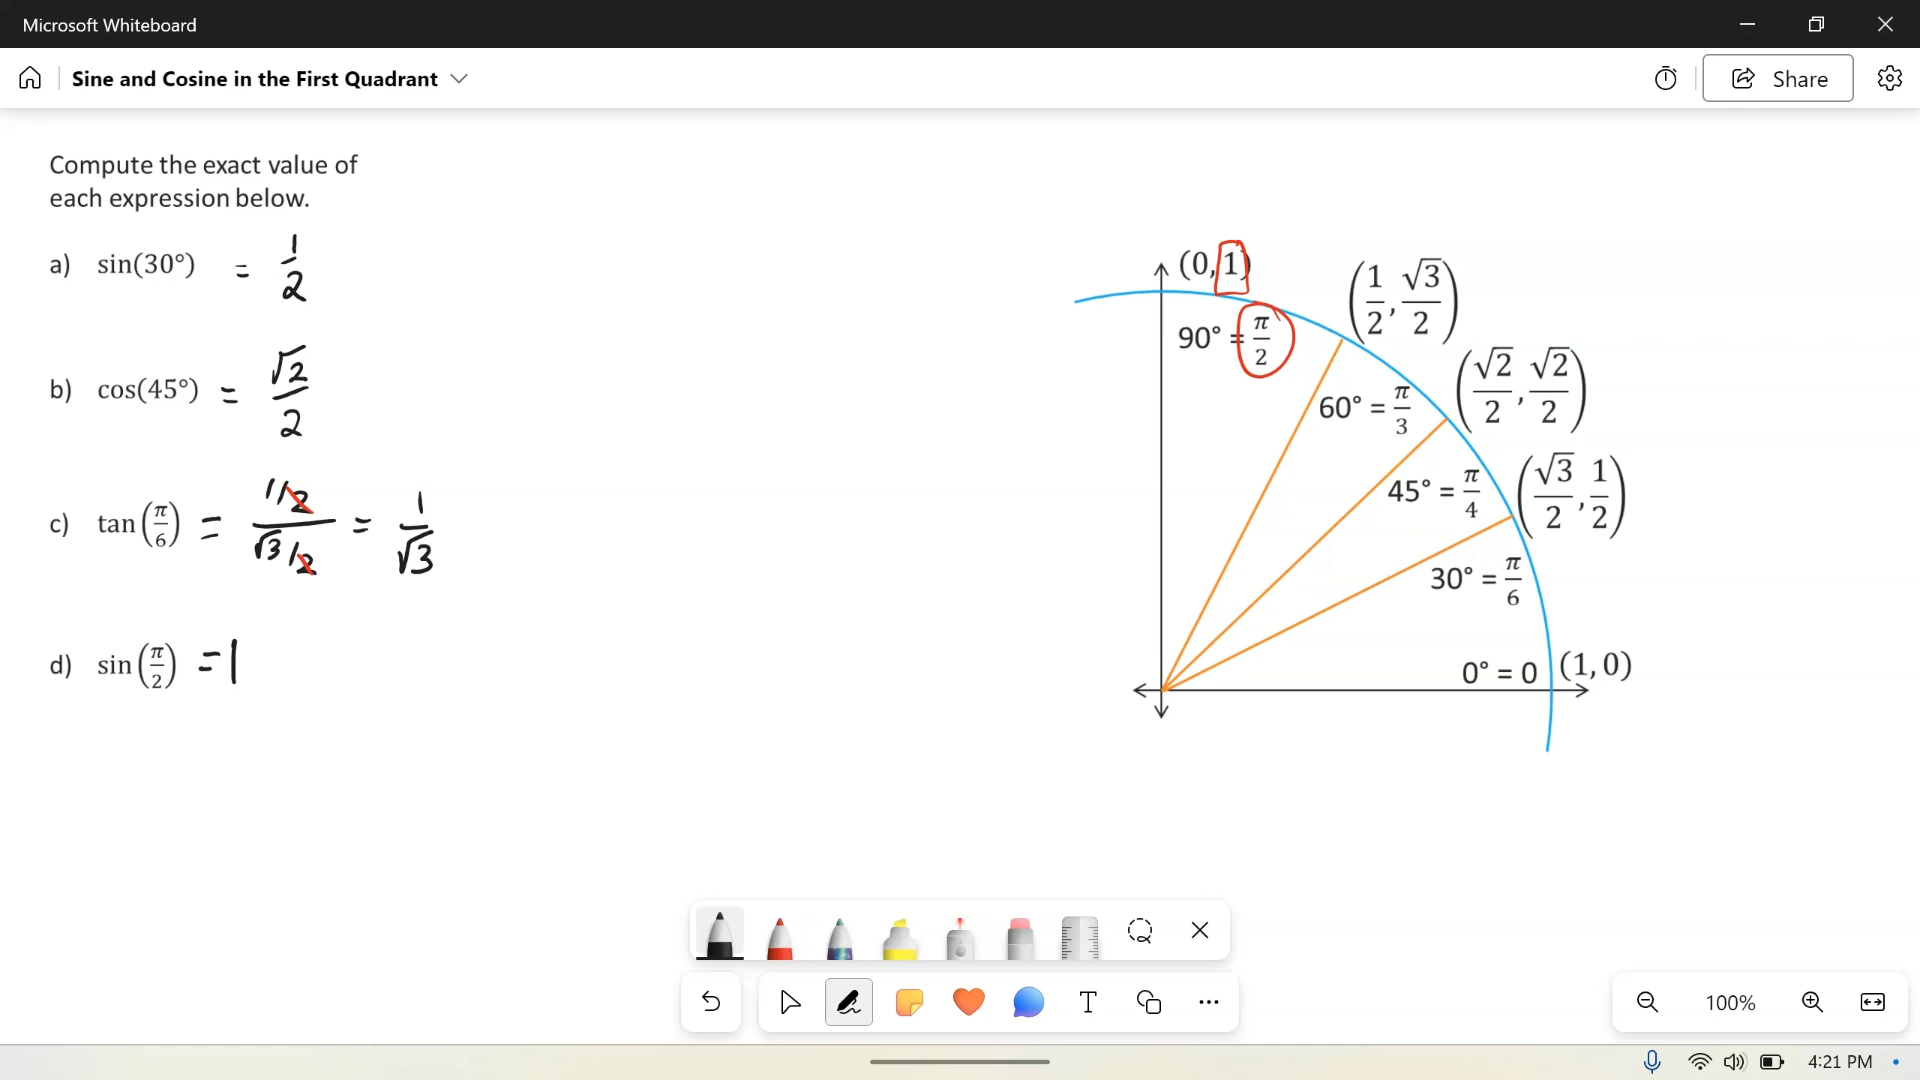 Microsoft Whiteboard
Sine and Cosine in the First Quadrant
Share
Compute the exact value of
each expression below.
a) sin(30°) = 1/2
b) cos(45°) = √2/2
c) tan(π/6) = (1/2)/(√3/2) = 1/√3
d) sin(π/2) = 1
(0, 1)
(1/2, √3/2)
90° = π/2
(√2/2, √2/2)
60° = π/3
(√3/2, 1/2)
45° = π/4
30° = π/6
0° = 0 (1, 0)
T
100%
4:21 PM